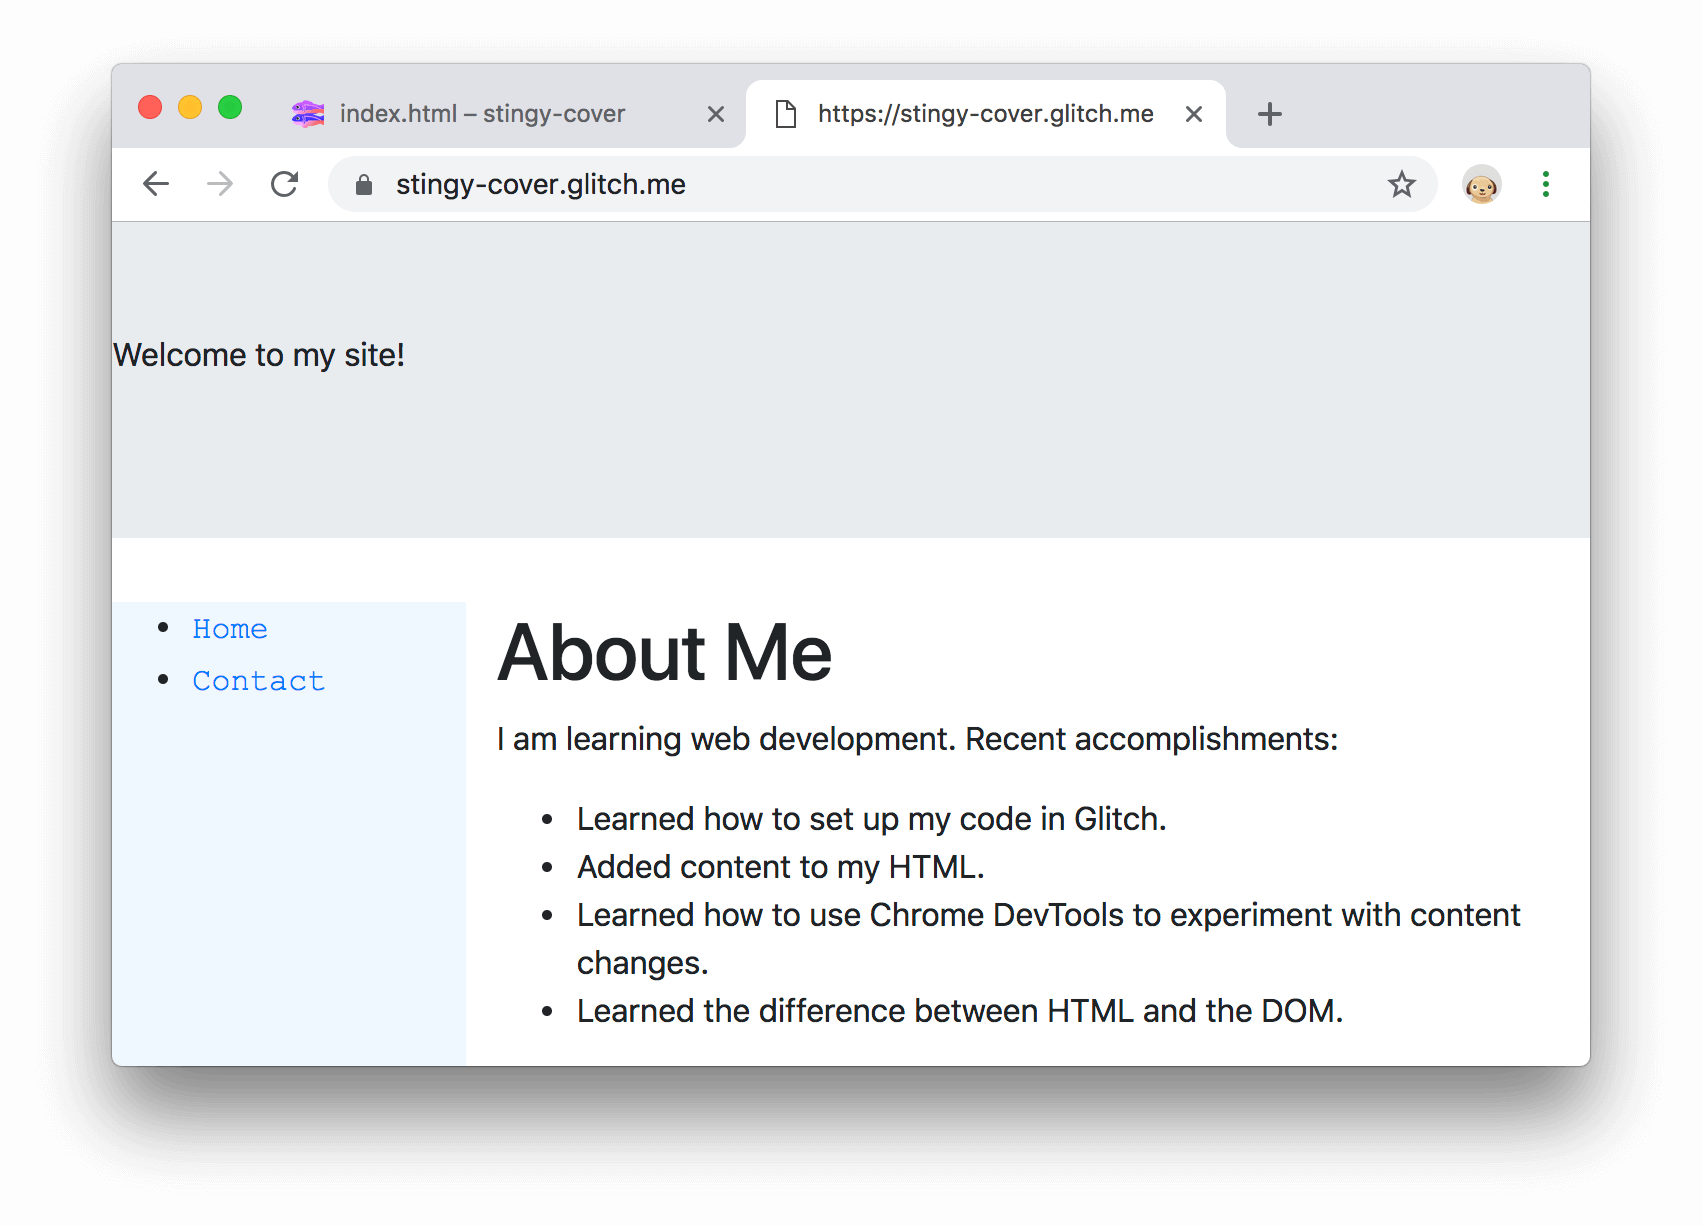 index.html – stingy-cover
https://stingy-cover.glitch.me
stingy-cover.glitch.me
Welcome to my site!
Home
Contact
About Me
I am learning web development. Recent accomplishments:
Learned how to set up my code in Glitch.
Added content to my HTML.
Learned how to use Chrome DevTools to experiment with content
changes.
Learned the difference between HTML and the DOM.